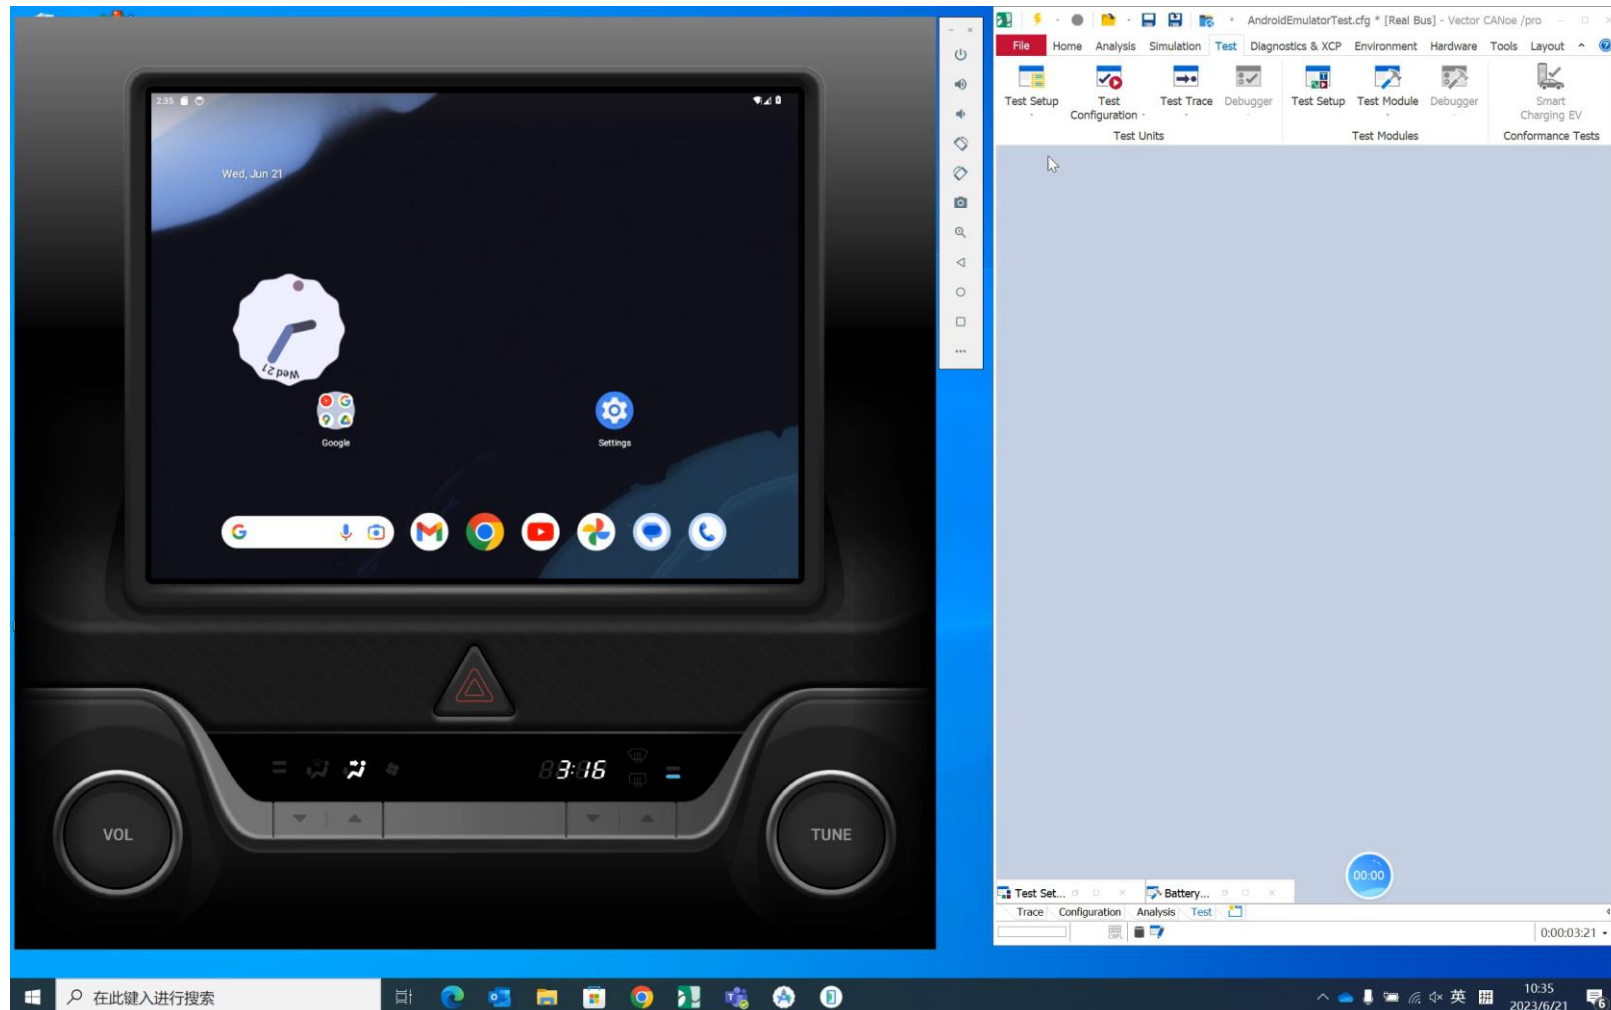 2:35
Wed, Jun 21
Wed 21
Google
Settings
3:16
VOL
TUNE
AndroidEmulatorTest.cfg * [Real Bus] - Vector CANoe /pro
File Home Analysis Simulation Test Diagnostics & XCP Environment Hardware Tools Layout
Test Setup
Test Configuration
Test Trace
Debugger
Test Setup
Test Module
Debugger
Smart Charging EV
Test Units
Test Modules
Conformance Tests
00:00
Test Set...
Battery...
Trace Configuration Analysis Test
0:00:03:21
在此键入进行搜索
英
拼
10:35
2023/6/21
6